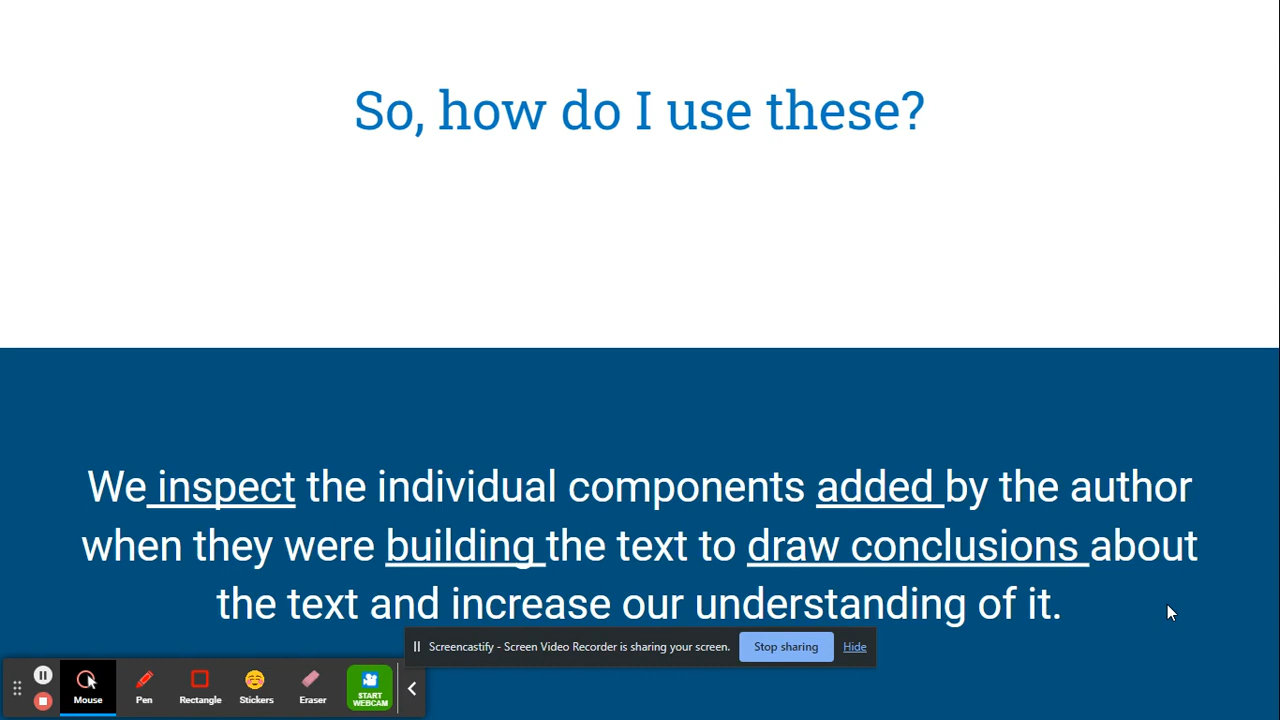 So, how do I use these?
We inspect the individual components added by the author
when they were building the text to draw conclusions about
the text and increase our understanding of it.
Screencastify - Screen Video Recorder is sharing your screen. Stop sharing Hide
Mouse Pen Rectangle Stickers Eraser START
WEBCAM